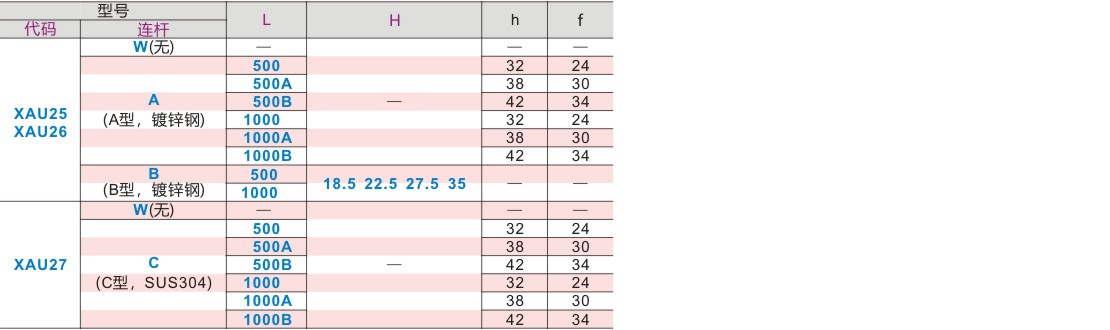 型号 L H h f
代码 连杆
W(无) — — —
500 32 24
500A 38 30
A 500B — 42 34
XAU25
(A型，镀锌钢) 1000 32 24
XAU26
1000A 38 30
1000B 42 34
B 500
18.5 22.5 27.5 35 — —
(B型，镀锌钢) 1000
W(无) — — —
500 32 24
500A 38 30
XAU27 C 500B — 42 34
(C型，SUS304) 1000 32 24
1000A 38 30
1000B 42 34